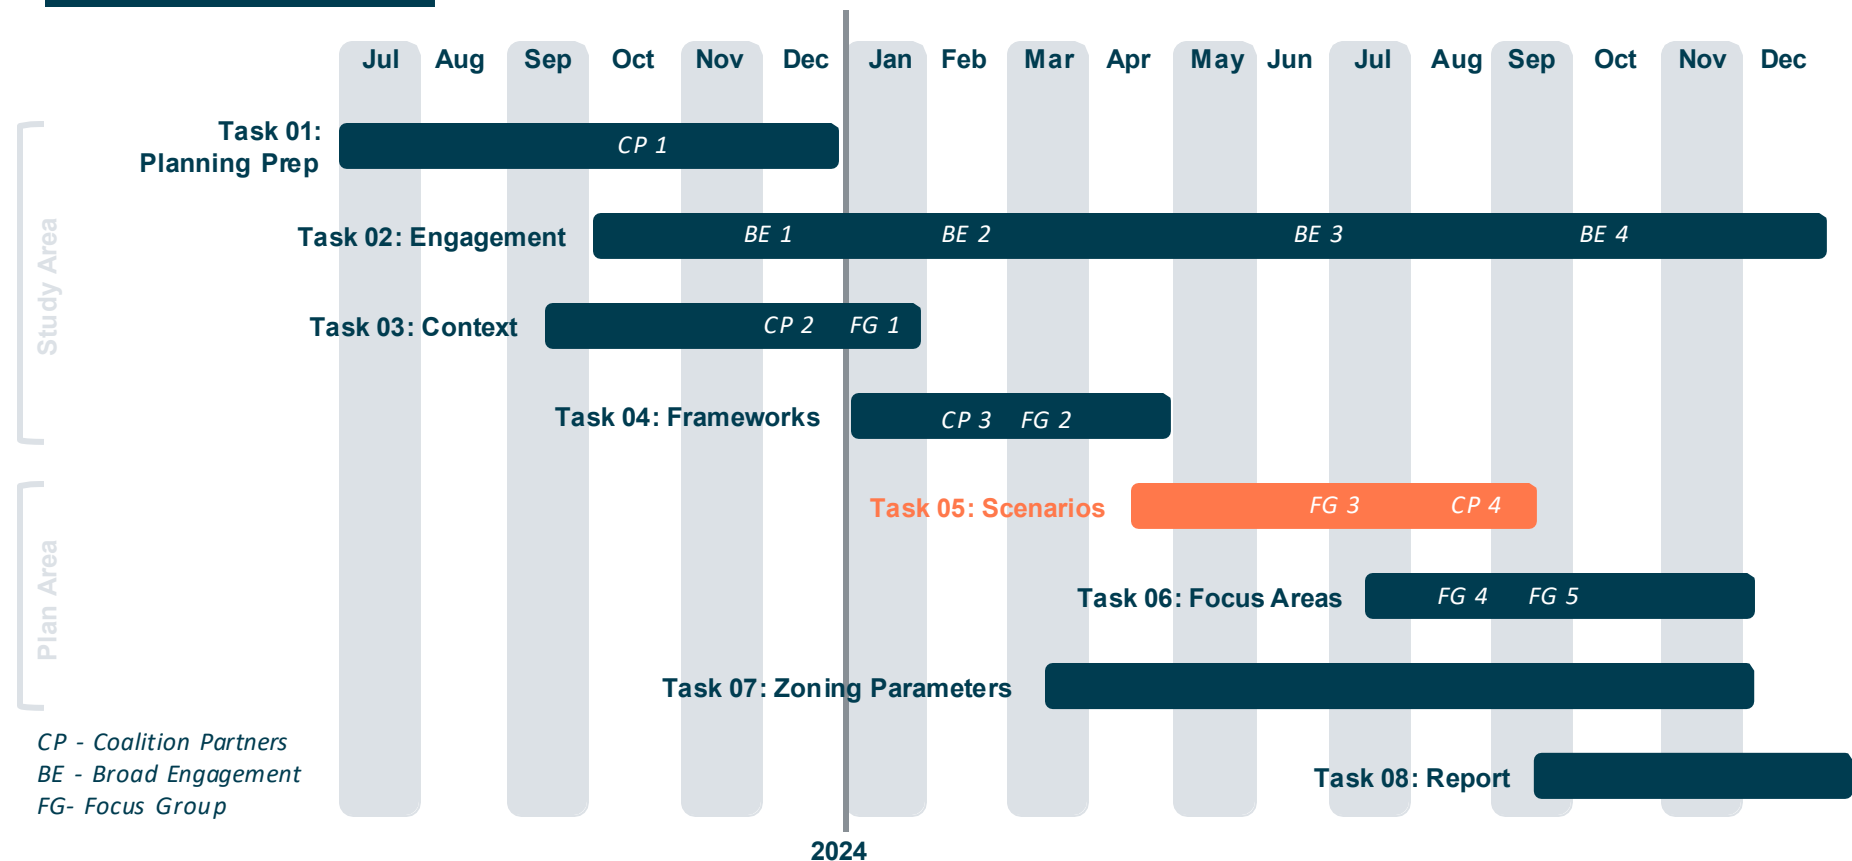 Jul Aug Sep Oct Nov Dec Jan Feb Mar Apr May Jun Jul Aug Sep Oct Nov Dec
Study Area
Task 01:
Planning Prep
CP 1
Task 02: Engagement
BE 1 BE 2 BE 3 BE 4
Task 03: Context
CP 2 FG 1
Task 04: Frameworks
CP 3 FG 2
Plan Area
Task 05: Scenarios
FG 3 CP 4
Task 06: Focus Areas
FG 4 FG 5
Task 07: Zoning Parameters
Task 08: Report
CP - Coalition Partners
BE - Broad Engagement
FG- Focus Group
2024